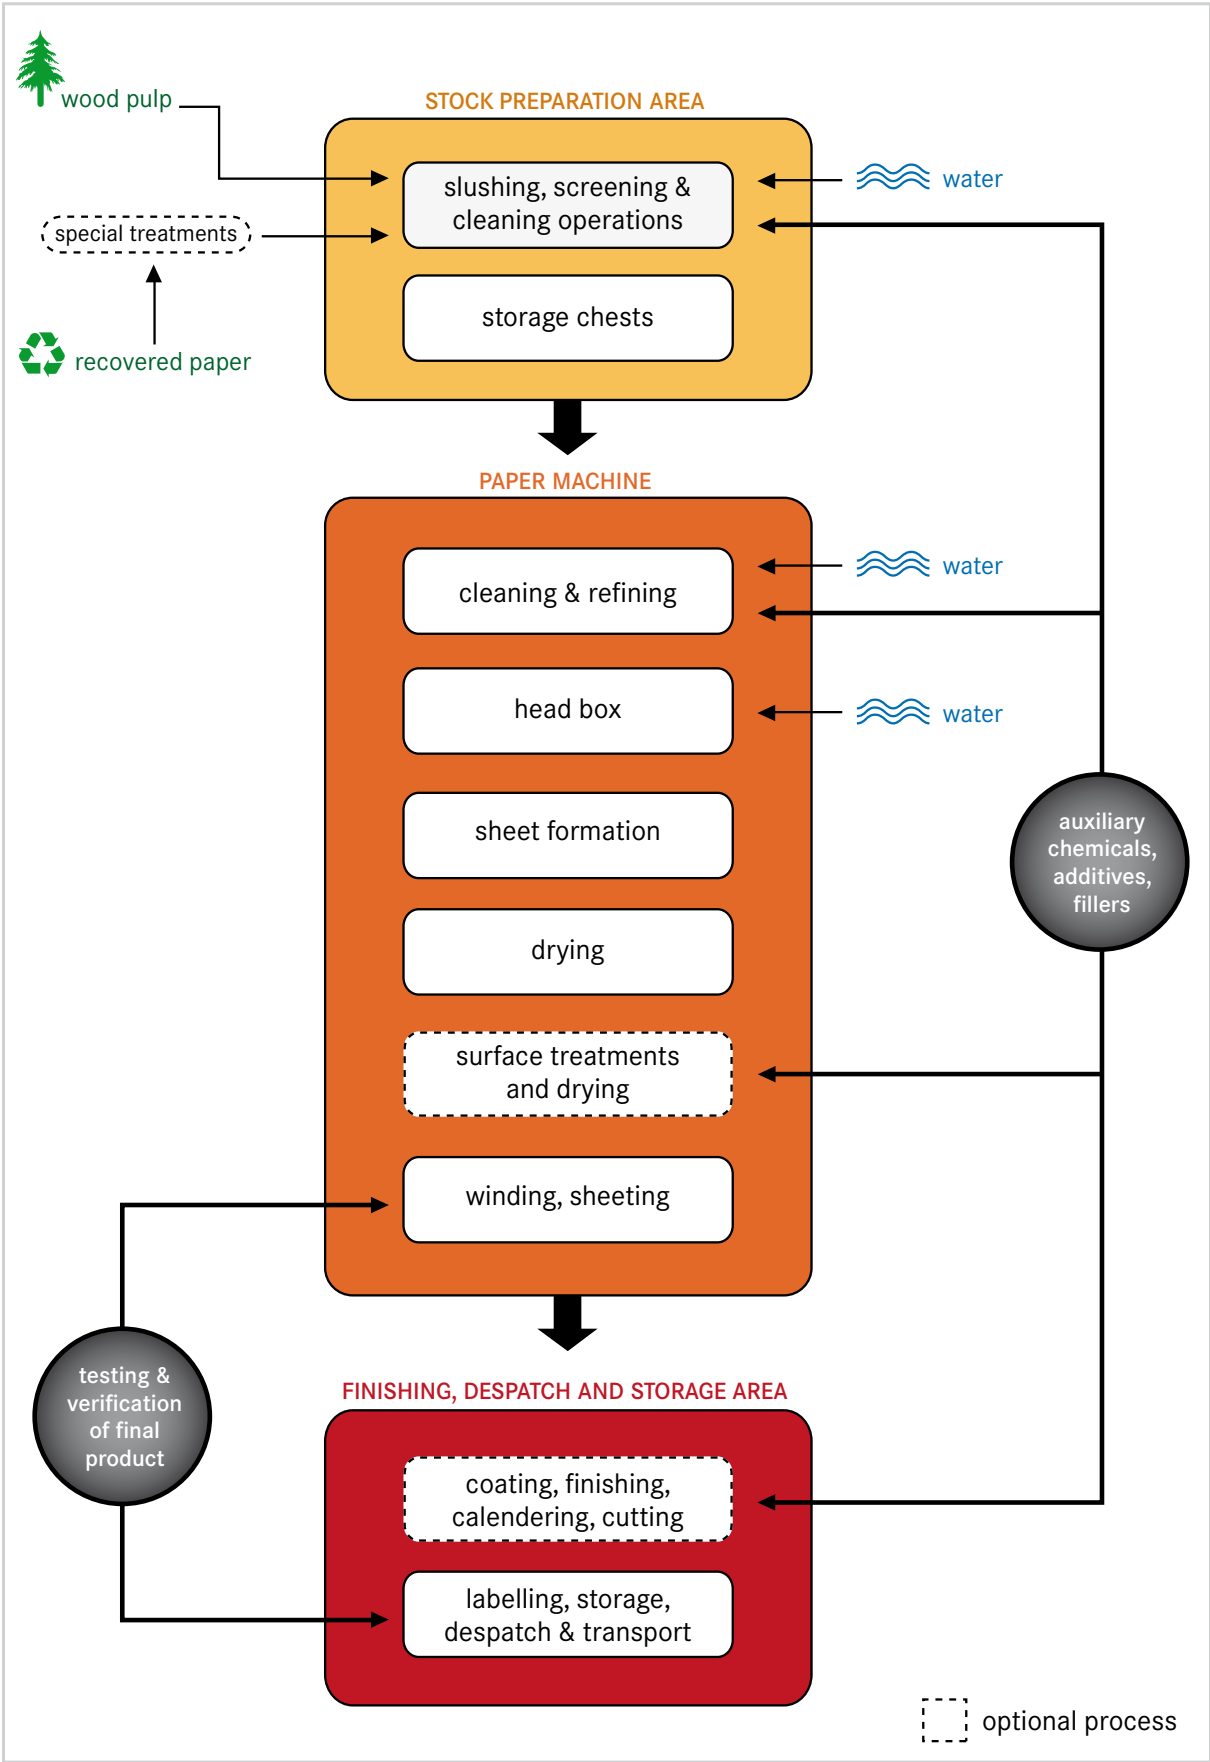 wood pulp
STOCK PREPARATION AREA
slushing, screening &
cleaning operations
water
special treatments
storage chests
recovered paper
PAPER MACHINE
cleaning & refining
water
head box
water
sheet formation
auxiliary
chemicals,
additives,
fillers
drying
surface treatments
and drying
winding, sheeting
testing &
verification
of final
product
FINISHING, DESPATCH AND STORAGE AREA
coating, finishing,
calendering, cutting
labelling, storage,
despatch & transport
optional process